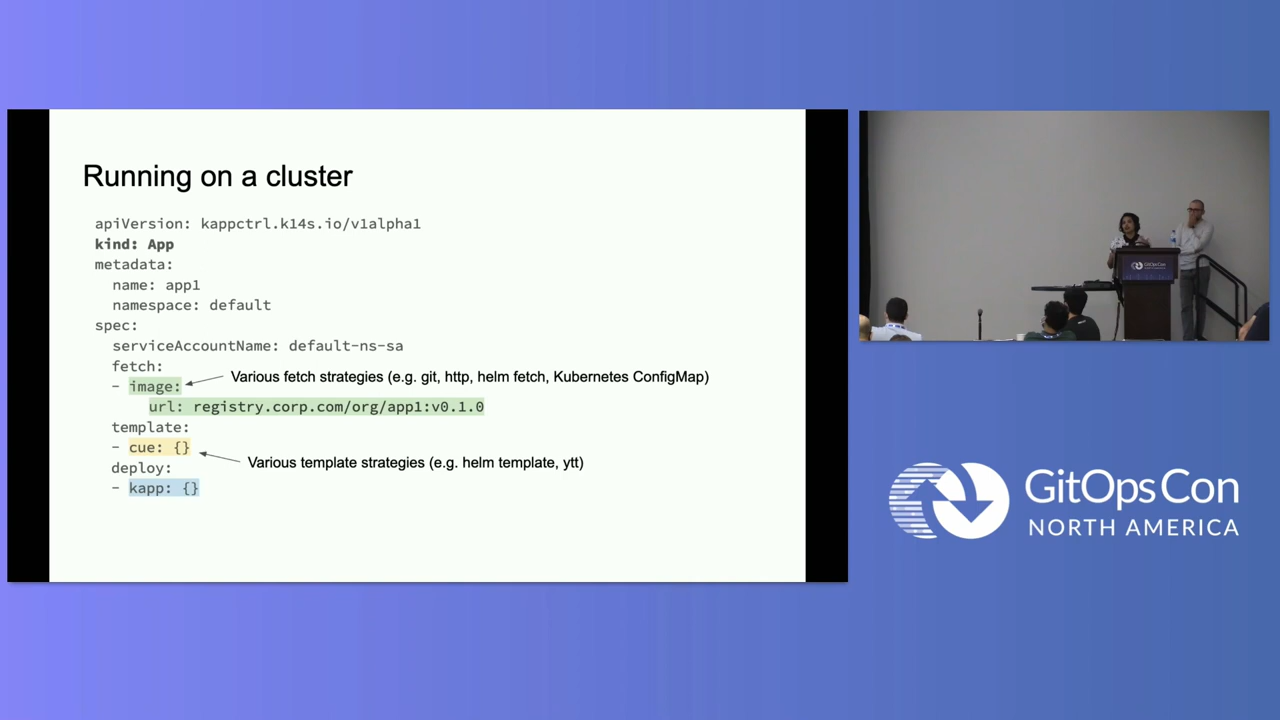 Running on a cluster
apiVersion: kappctrl.k14s.io/v1alpha1
kind: App
metadata:
name: app1
namespace: default
spec:
serviceAccountName: default-ns-sa
fetch:
- image:
Various fetch strategies (e.g. git, http, helm fetch, Kubernetes ConfigMap)
url: registry.corp.com/org/app1:v0.1.0
template:
- cue: {}
Various template strategies (e.g. helm template, ytt)
deploy:
- kapp: {}
GitOpsCon
GitOpsCon
NORTH AMERICA